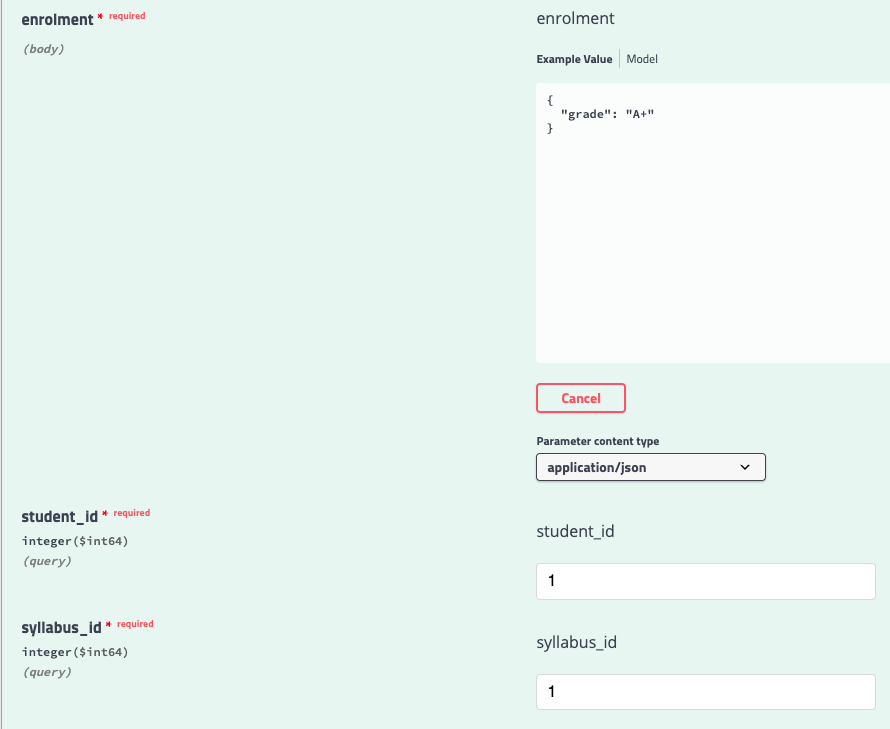 enrolment * required
(body)
enrolment
Example Value | Model
{
  "grade": "A+"
}
Cancel
Parameter content type
application/json
student_id * required
integer($int64)
(query)
student_id
1
syllabus_id * required
integer($int64)
(query)
syllabus_id
1